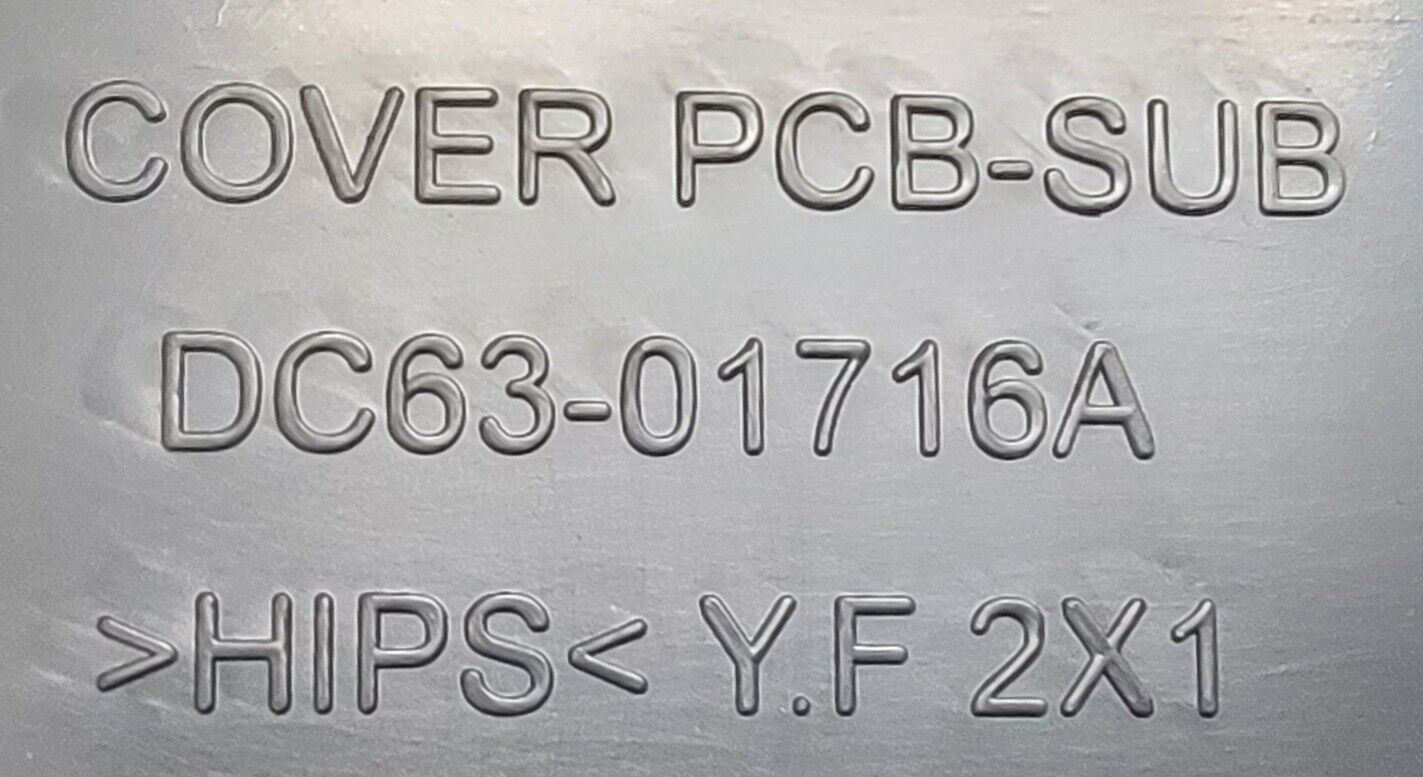 COVER PCB-SUB
DC63-01716A
>HIPS< Y.F 2X1